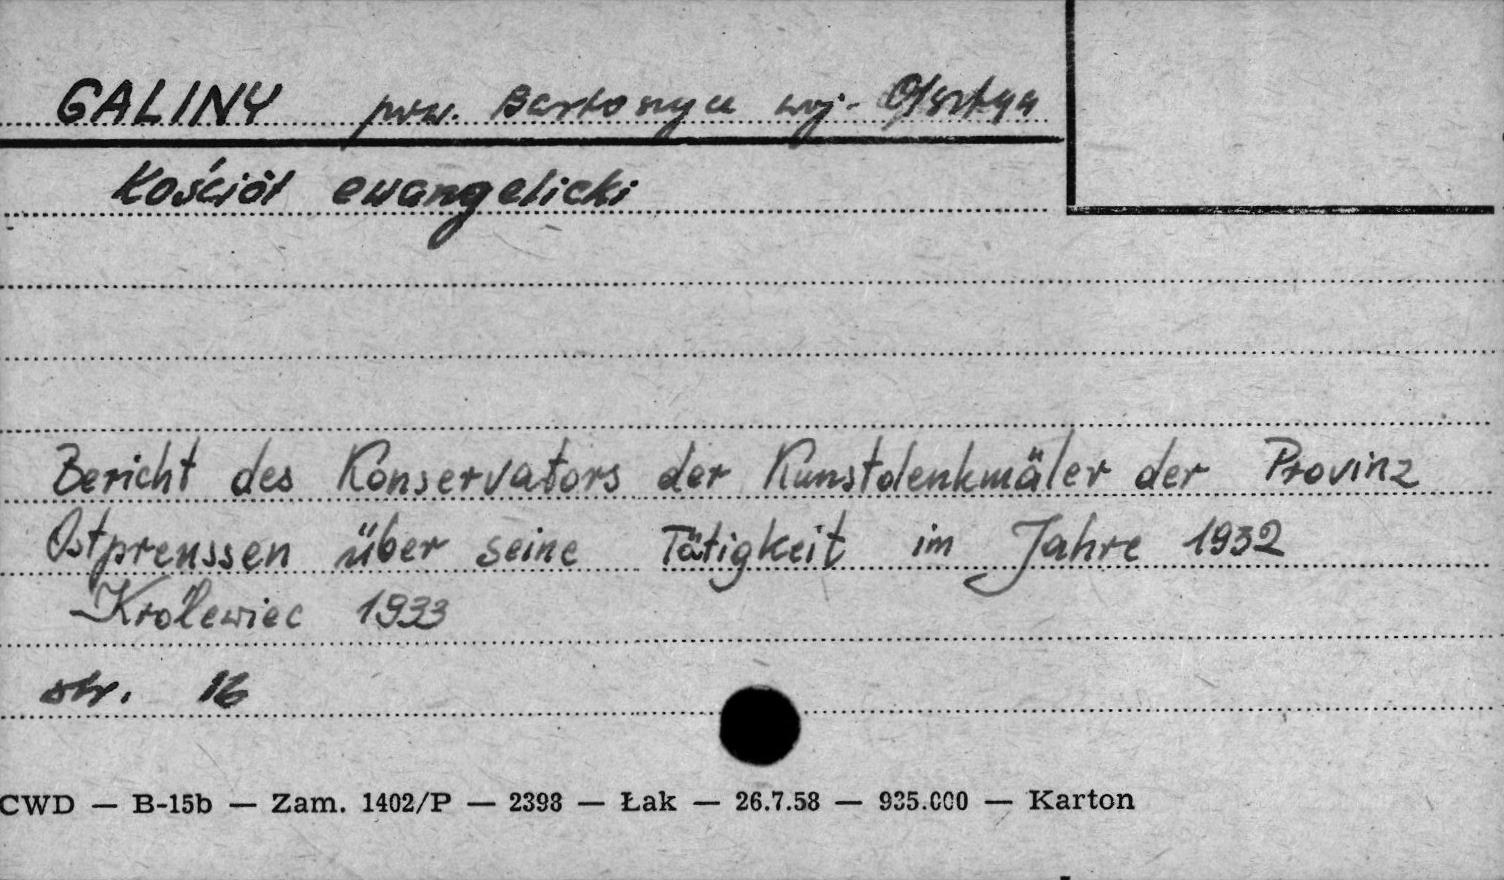 GALINY pow. Bartoszyce woj. Olsztyn
Kościół ewangelicki
Bericht des Konservators der Kunstdenkmäler der Provinz
Ostpreussen über seine Tätigkeit im Jahre 1932
Królewiec 1933
str. 16
CWD — B-15b — Zam. 1402/P — 2398 — Łak — 26.7.58 — 935.000 — Karton